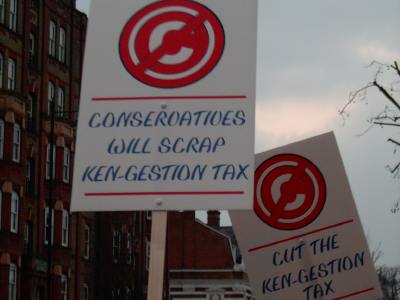 CONSERVATIVES
WILL SCRAP
KEN-GESTION TAX
CUT THE
KEN-GESTION
TAX